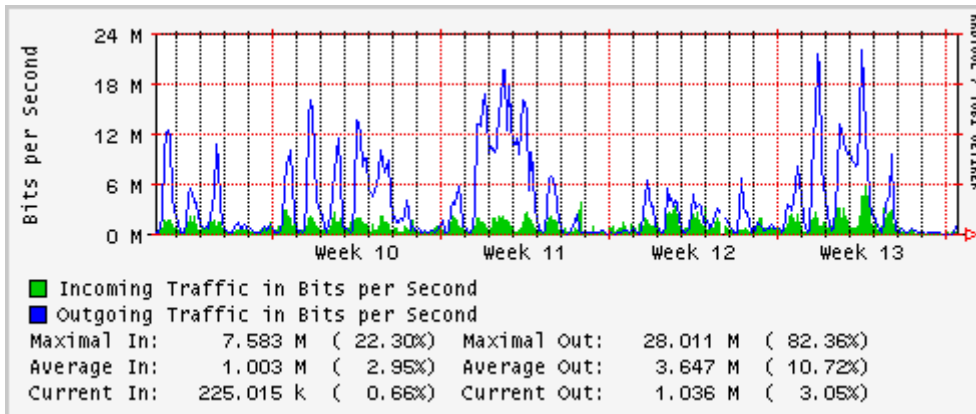 24 M
18 M
12 M
6 M
0 M
Bits per Second
Week 10 Week 11 Week 12 Week 13
Incoming Traffic in Bits per Second
Outgoing Traffic in Bits per Second
Maximal In: 7.583 M ( 22.30%) Maximal Out: 28.011 M ( 82.36%)
Average In: 1.003 M ( 2.95%) Average Out: 3.647 M ( 10.72%)
Current In: 225.015 k ( 0.66%) Current Out: 1.036 M ( 3.05%)